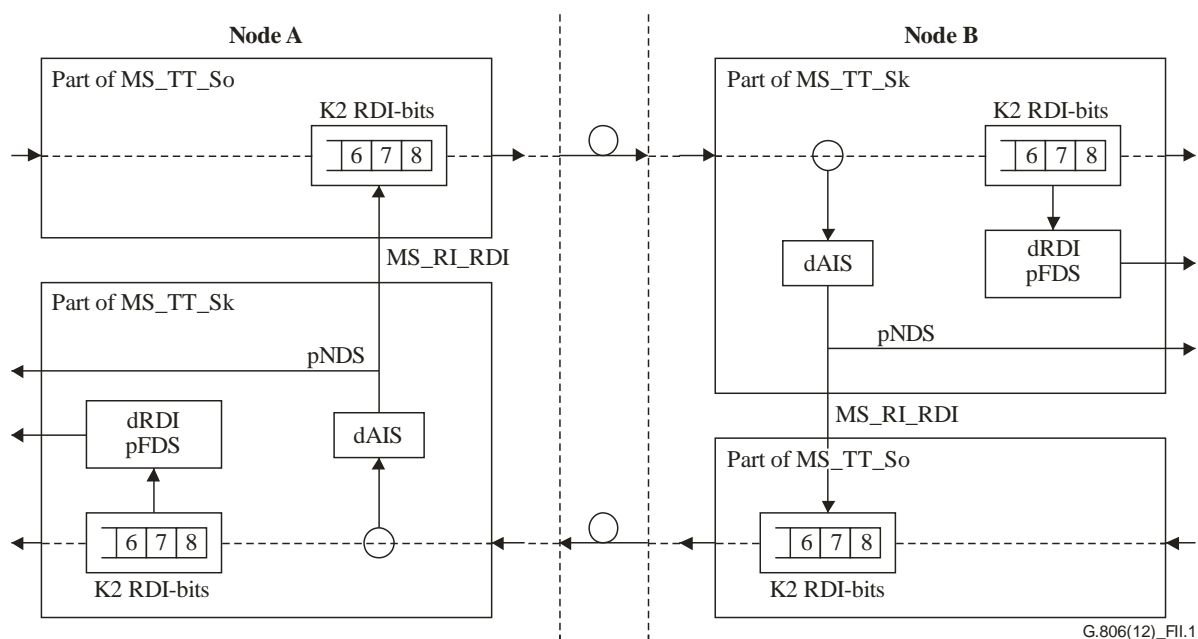 Node A
Node B
Part of MS_TT_So
K2 RDI-bits
6 7 8
MS_RI_RDI
Part of MS_TT_Sk
pNDS
dRDI
pFDS
dAIS
6 7 8
K2 RDI-bits
Part of MS_TT_Sk
K2 RDI-bits
6 7 8
dAIS
dRDI
pFDS
pNDS
MS_RI_RDI
Part of MS_TT_So
6 7 8
K2 RDI-bits
G.806(12)_FII.1